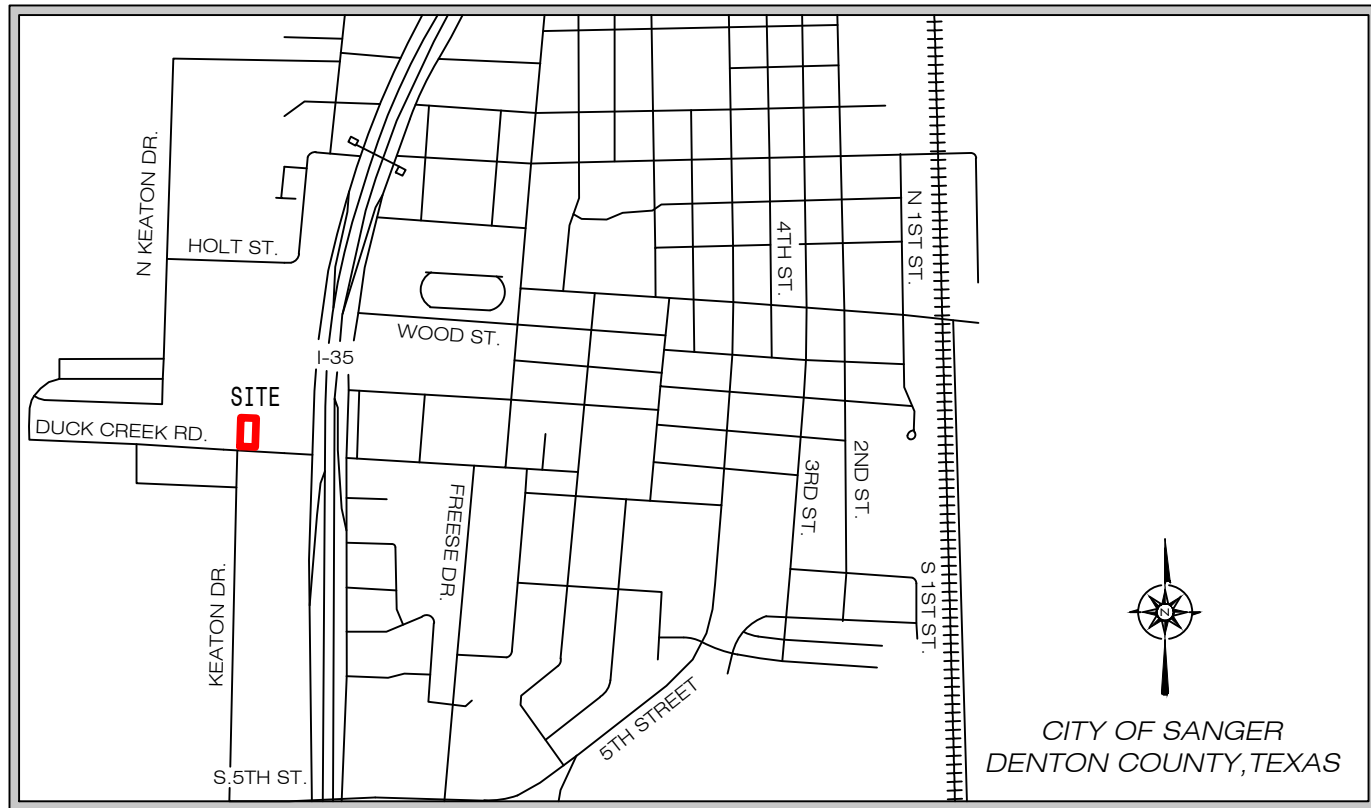 N KEATON DR.
HOLT ST.
4TH ST.
N 1ST ST.
WOOD ST.
I-35
SITE
DUCK CREEK RD.
2ND ST.
3RD ST.
FREESE DR.
KEATON DR.
S 1ST ST.
N
5TH STREET
S.5TH ST.
CITY OF SANGER
DENTON COUNTY,TEXAS